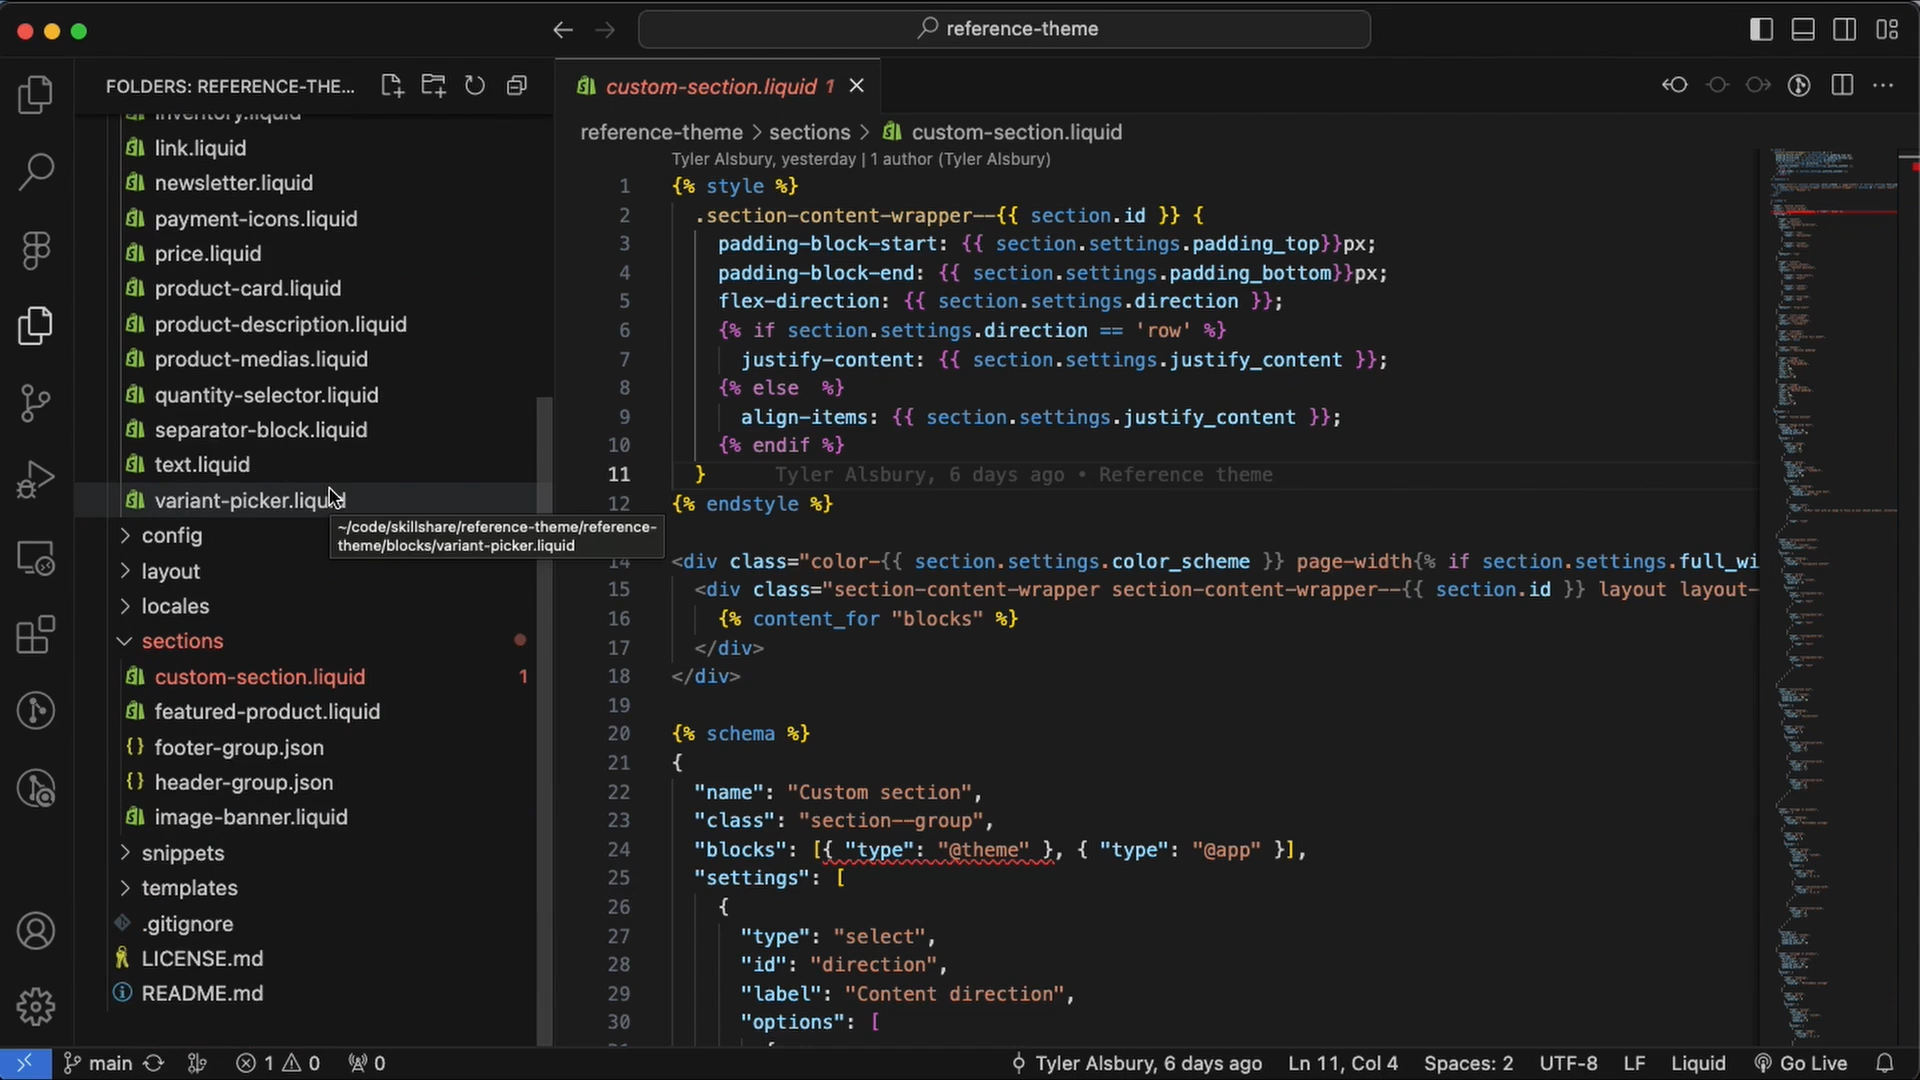 reference-theme
FOLDERS: REFERENCE-THE...
custom-section.liquid 1
inventory.liquid
link.liquid
newsletter.liquid
payment-icons.liquid
price.liquid
product-card.liquid
product-description.liquid
product-medias.liquid
quantity-selector.liquid
separator-block.liquid
text.liquid
variant-picker.liquid
~/code/skillshare/reference-theme/reference-
theme/blocks/variant-picker.liquid
config
layout
locales
sections
custom-section.liquid 1
featured-product.liquid
footer-group.json
header-group.json
image-banner.liquid
snippets
templates
.gitignore
LICENSE.md
README.md
reference-theme > sections > custom-section.liquid
Tyler Alsbury, yesterday | 1 author (Tyler Alsbury)
1 {% style %}
2 .section-content-wrapper--{{ section.id }} {
3 padding-block-start: {{ section.settings.padding_top}}px;
4 padding-block-end: {{ section.settings.padding_bottom}}px;
5 flex-direction: {{ section.settings.direction }};
6 {% if section.settings.direction == 'row' %}
7 justify-content: {{ section.settings.justify_content }};
8 {% else %}
9 align-items: {{ section.settings.justify_content }};
10 {% endif %}
11 } Tyler Alsbury, 6 days ago • Reference theme
12 {% endstyle %}
14 <div class="color-{{ section.settings.color_scheme }} page-width{% if section.settings.full_wi
15 <div class="section-content-wrapper section-content-wrapper--{{ section.id }} layout layout-
16 {% content_for "blocks" %}
17 </div>
18 </div>
19
20 {% schema %}
21 {
22 "name": "Custom section",
23 "class": "section--group",
24 "blocks": [{ "type": "@theme" }, { "type": "@app" }],
25 "settings": [
26 {
27 "type": "select",
28 "id": "direction",
29 "label": "Content direction",
30 "options": [
main 1 0 0 Tyler Alsbury, 6 days ago Ln 11, Col 4 Spaces: 2 UTF-8 LF Liquid Go Live